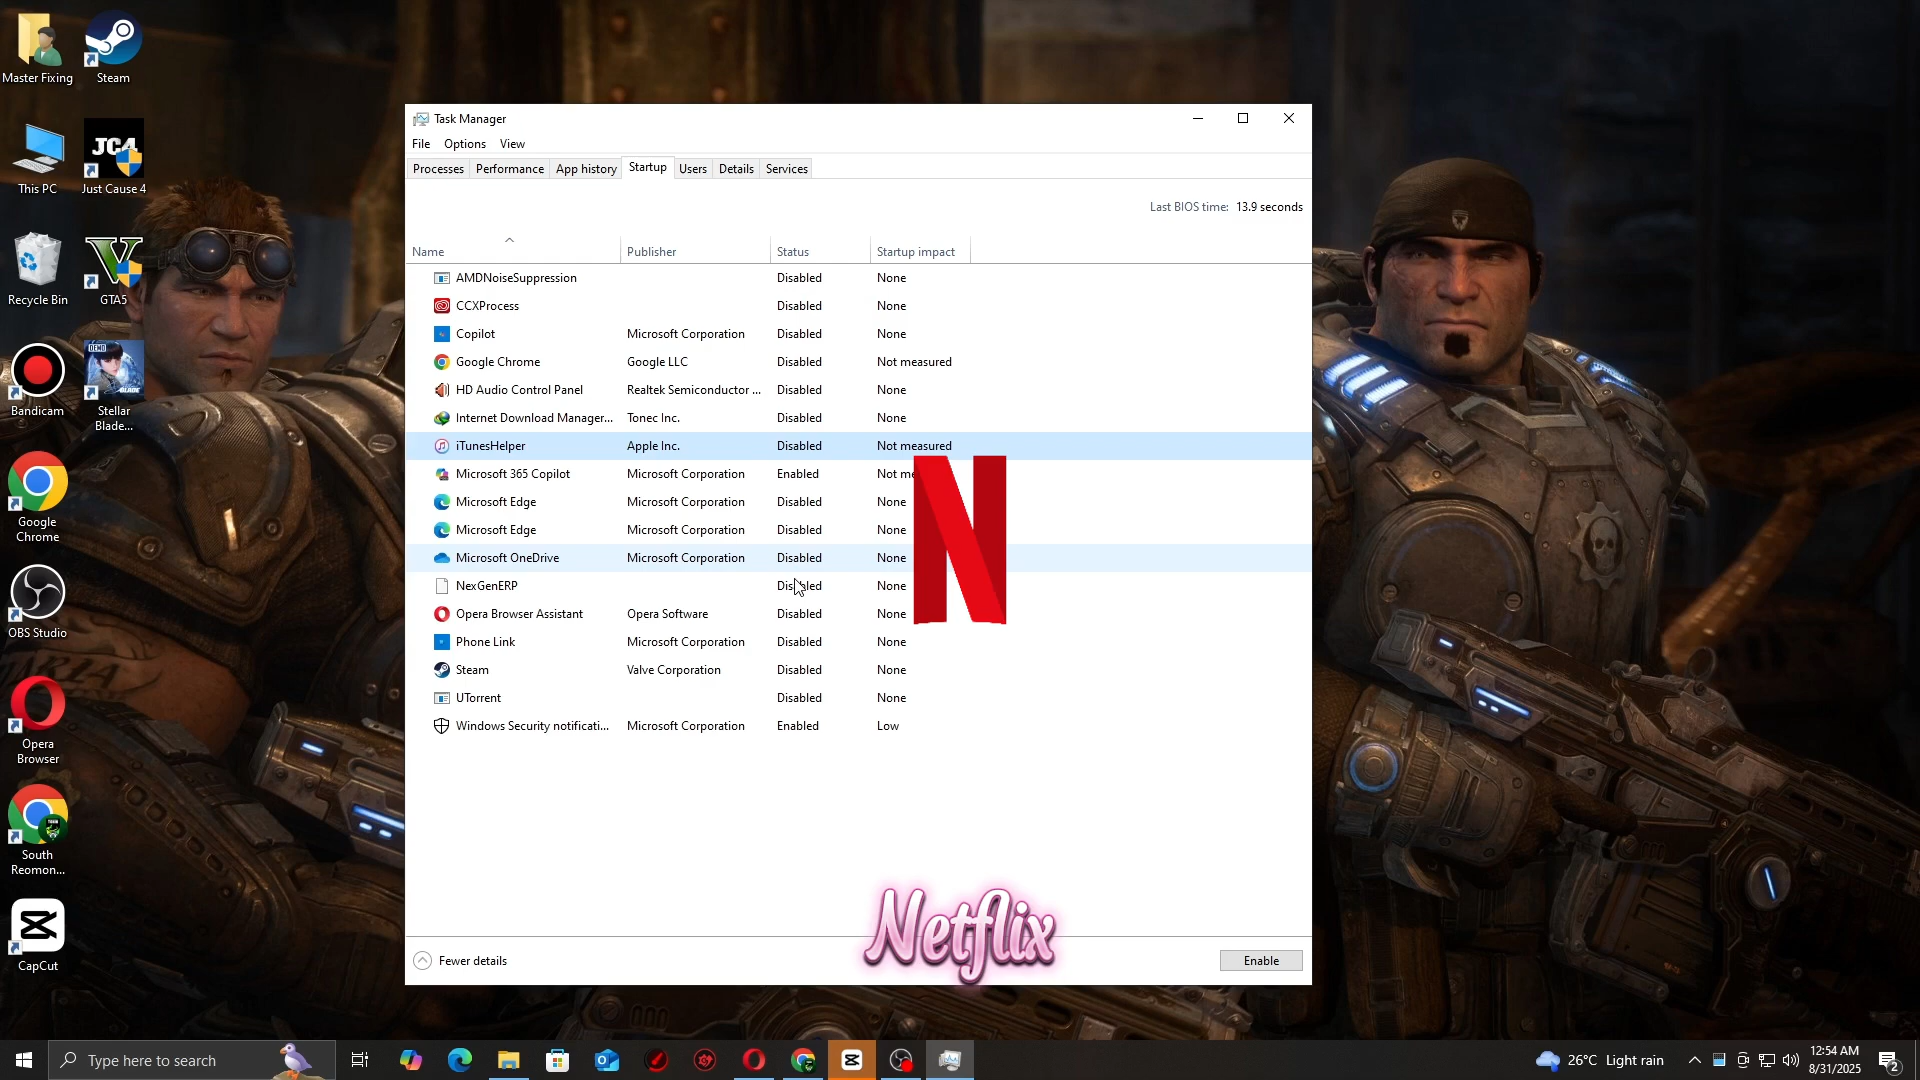 Master Fixing
Steam
This PC
JC4
Just Cause 4
Recycle Bin
GTA5
Bandicam
DEMO
Stellar
Blade...
Google
Chrome
OBS Studio
Opera
Browser
South
Reomon...
CapCut
Task Manager
File Options View
Processes Performance App history Startup Users Details Services
Last BIOS time: 13.9 seconds
Name Publisher Status Startup impact
AMDNoiseSuppression Disabled None
CCXProcess Disabled None
Copilot Microsoft Corporation Disabled None
Google Chrome Google LLC Disabled Not measured
HD Audio Control Panel Realtek Semiconductor ... Disabled None
Internet Download Manager... Tonec Inc. Disabled None
iTunesHelper Apple Inc. Disabled Not measured
Microsoft 365 Copilot Microsoft Corporation Enabled Not
Microsoft Edge Microsoft Corporation Disabled None
Microsoft Edge Microsoft Corporation Disabled None
Microsoft OneDrive Microsoft Corporation Disabled None
NexGenERP Disabled None
Opera Browser Assistant Opera Software Disabled None
Phone Link Microsoft Corporation Disabled None
Steam Valve Corporation Disabled None
UTorrent Disabled None
Windows Security notificati... Microsoft Corporation Enabled Low
N
Netflix
Fewer details Enable
Type here to search
26°C Light rain
12:54 AM
8/31/2025
2